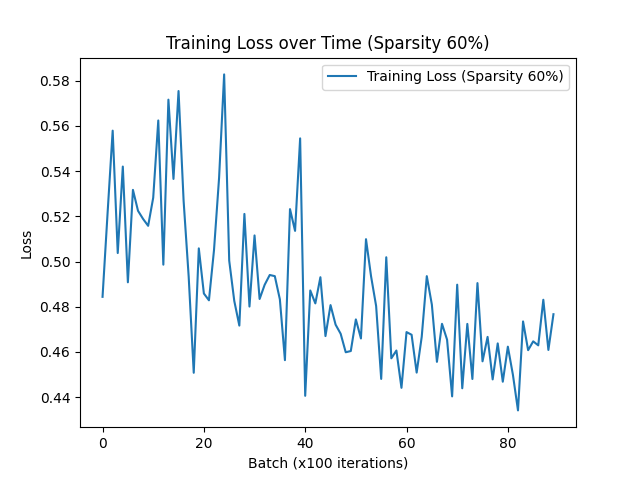 Training Loss over Time (Sparsity 60%)
Training Loss (Sparsity 60%)
0.58
0.56
0.54
0.52
0.50
0.48
0.46
0.44
Loss
0 20 40 60 80
Batch (x100 iterations)